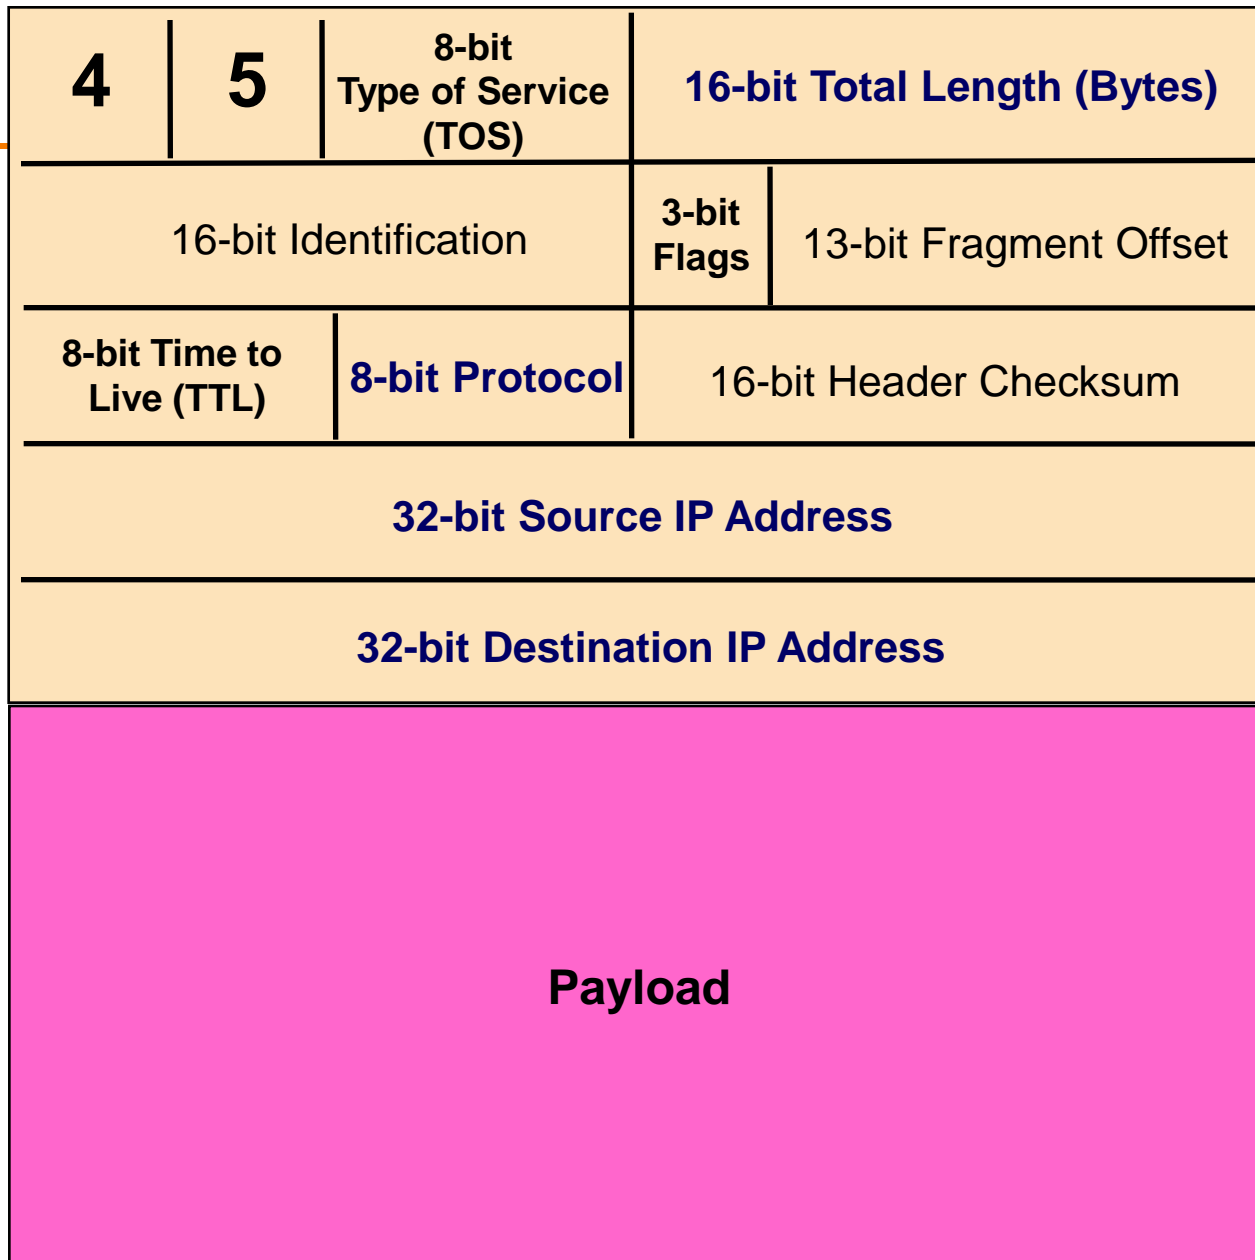 4
5
8-bit
Type of Service
(TOS)
16-bit Total Length (Bytes)
16-bit Identification
3-bit
Flags
13-bit Fragment Offset
8-bit Time to
Live (TTL)
8-bit Protocol
16-bit Header Checksum
32-bit Source IP Address
32-bit Destination IP Address
Payload